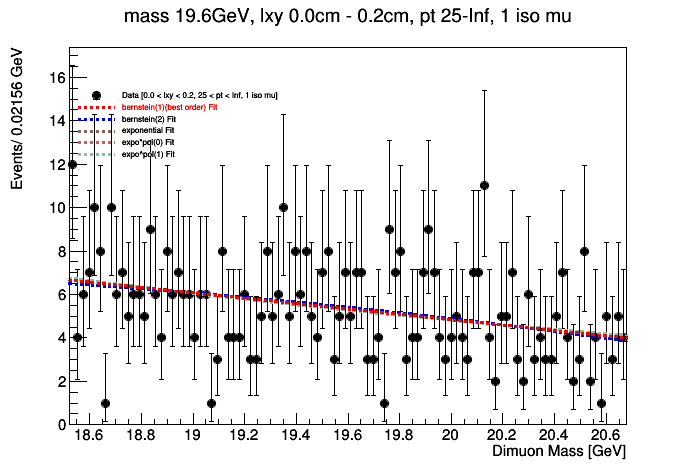 mass 19.6GeV, lxy 0.0cm - 0.2cm, pt 25-Inf, 1 iso mu
Events/ 0.02156 GeV
16
14
12
10
8
6
4
2
0
Data [0.0 < lxy < 0.2, 25 < pt < Inf, 1 iso mu]
bernstein(1)(best order) Fit
bernstein(2) Fit
exponential Fit
expo*pol(0) Fit
expo*pol(1) Fit
18.6 18.8 19 19.2 19.4 19.6 19.8 20 20.2 20.4 20.6
Dimuon Mass [GeV]